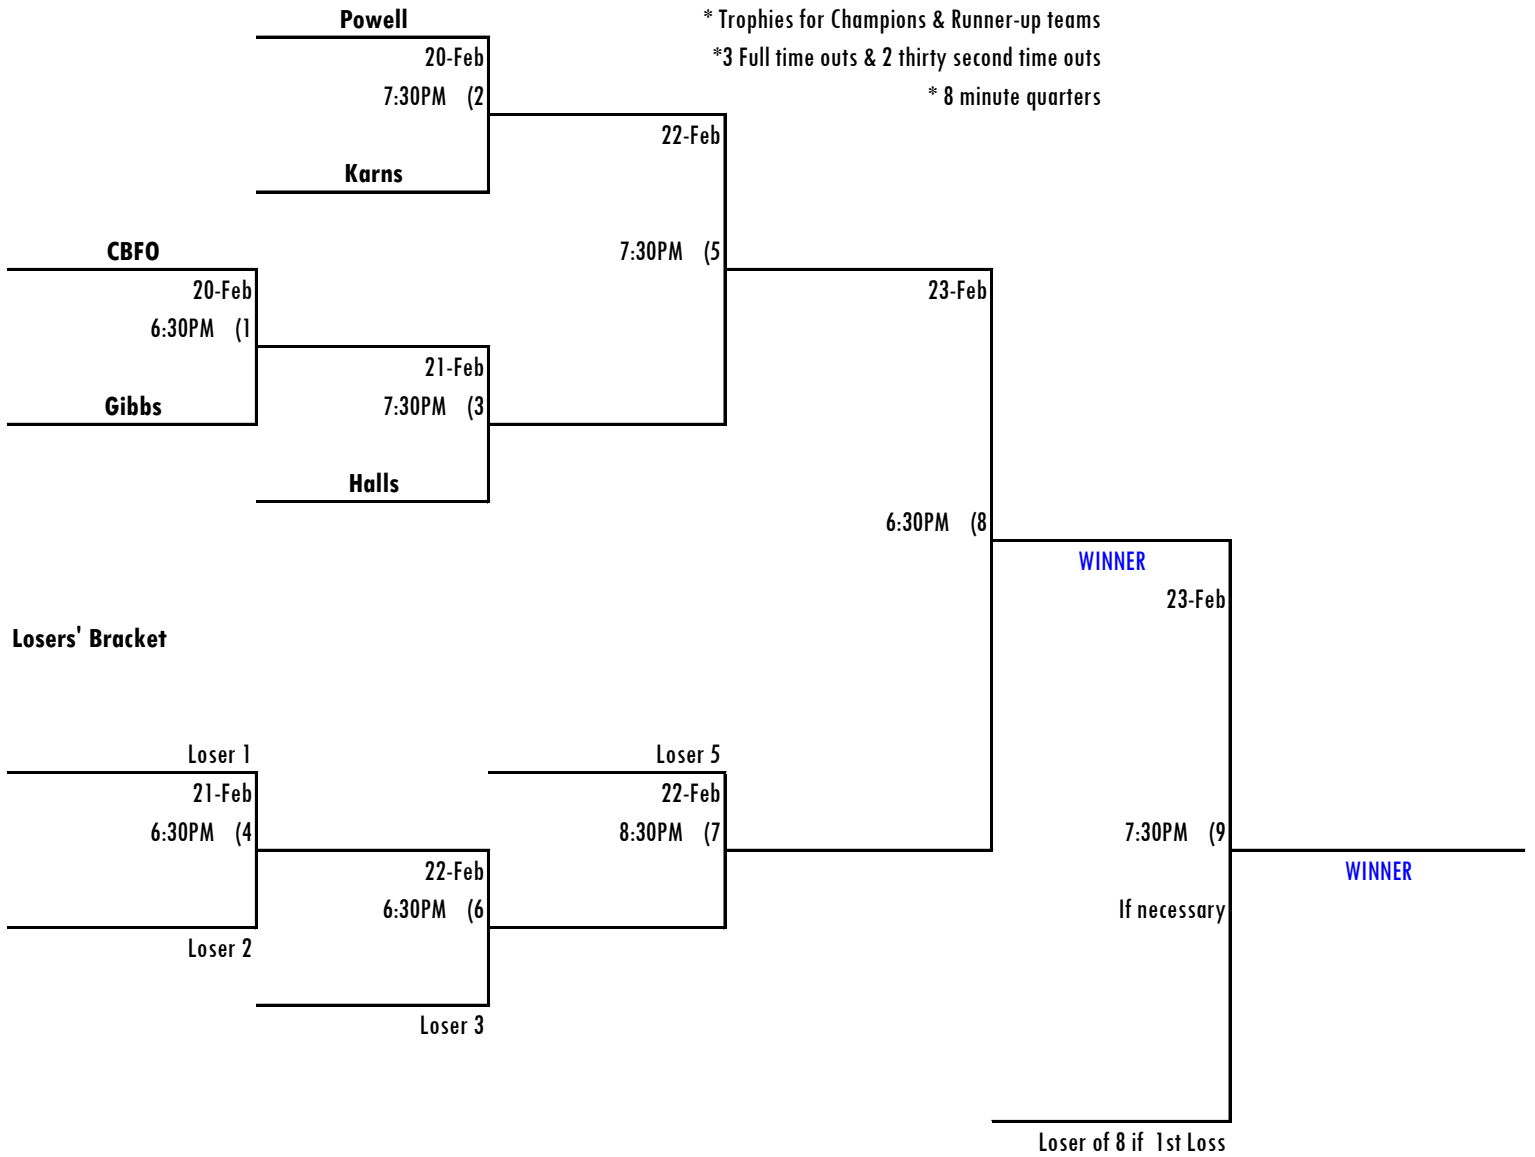 Powell
* Trophies for Champions & Runner-up teams
20-Feb
*3 Full time outs & 2 thirty second time outs
7:30PM (2
* 8 minute quarters
22-Feb
Karns
CBFO
7:30PM (5
20-Feb
23-Feb
6:30PM (1
21-Feb
Gibbs
7:30PM (3
Halls
6:30PM (8
WINNER
23-Feb
Losers' Bracket
Loser 1
Loser 5
21-Feb
22-Feb
6:30PM (4
8:30PM (7
7:30PM (9
22-Feb
WINNER
6:30PM (6
If necessary
Loser 2
Loser 3
Loser of 8 if 1st Loss